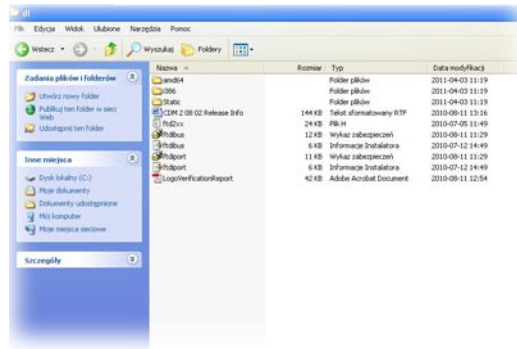 Plik Edycja Widok Ulubione Narzędzia Pomoc
Wstecz Wyszukaj Foldery
Zadania plików i folderów
Utwórz nowy folder
Publikuj ten folder w sieci Web
Udostępnij ten folder
Inne miejsca
Dysk lokalny (C:)
Moje dokumenty
Dokumenty udostępnione
Mój komputer
Moje miejsca sieciowe
Szczegóły
Nazwa Rozmiar Typ Data modyfikacji
amd64 Folder plików 2011-04-03 11:19
i386 Folder plików 2011-04-03 11:19
Static Folder plików 2011-04-03 11:19
CDM 2 08 02 Release Info 144 KB Tekst sformatowany RTF 2010-08-11 13:16
ftd2xx 24 KB Plik H 2010-07-05 11:49
ftdibus 12 KB Wykaz zabezpieczeń 2010-08-11 11:29
ftdibus 6 KB Informacje Instalatora 2010-07-12 14:49
ftdiport 11 KB Wykaz zabezpieczeń 2010-08-11 11:29
ftdiport 6 KB Informacje Instalatora 2010-07-12 14:49
LogoVerificationReport 42 KB Adobe Acrobat Document 2010-08-11 12:54